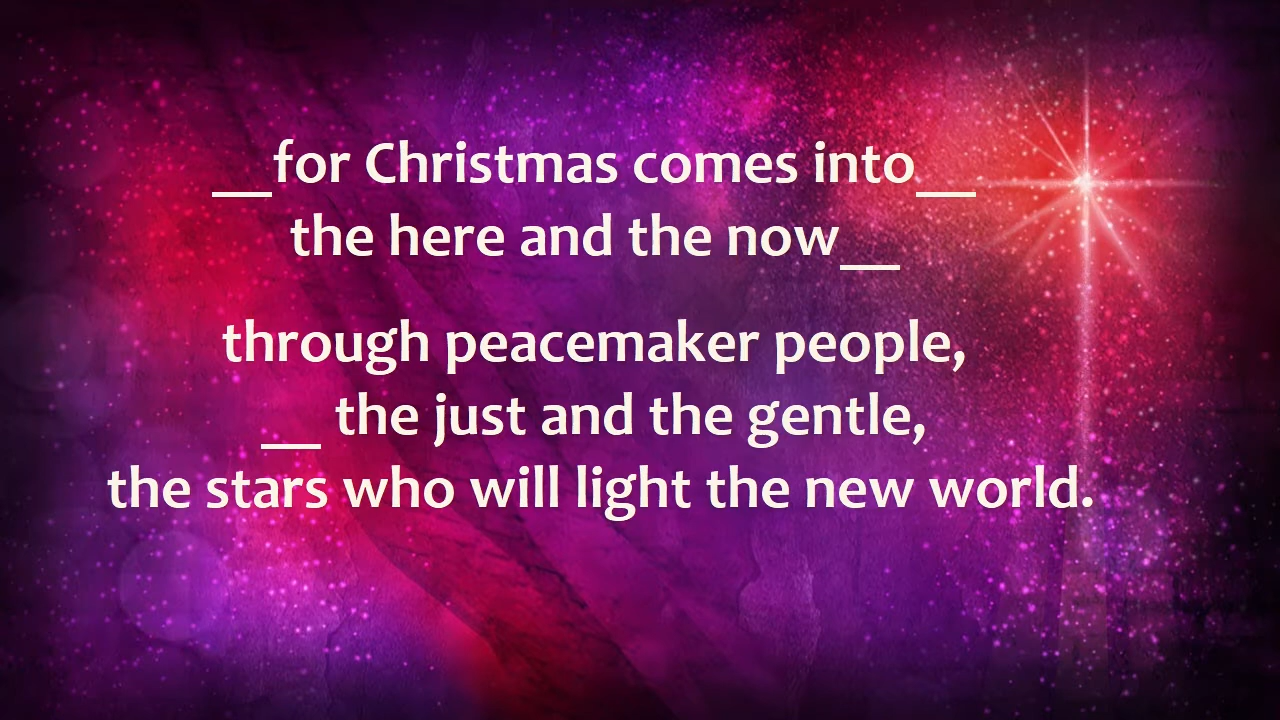 __for Christmas comes into__
the here and the now__
through peacemaker people,
__ the just and the gentle,
the stars who will light the new world.